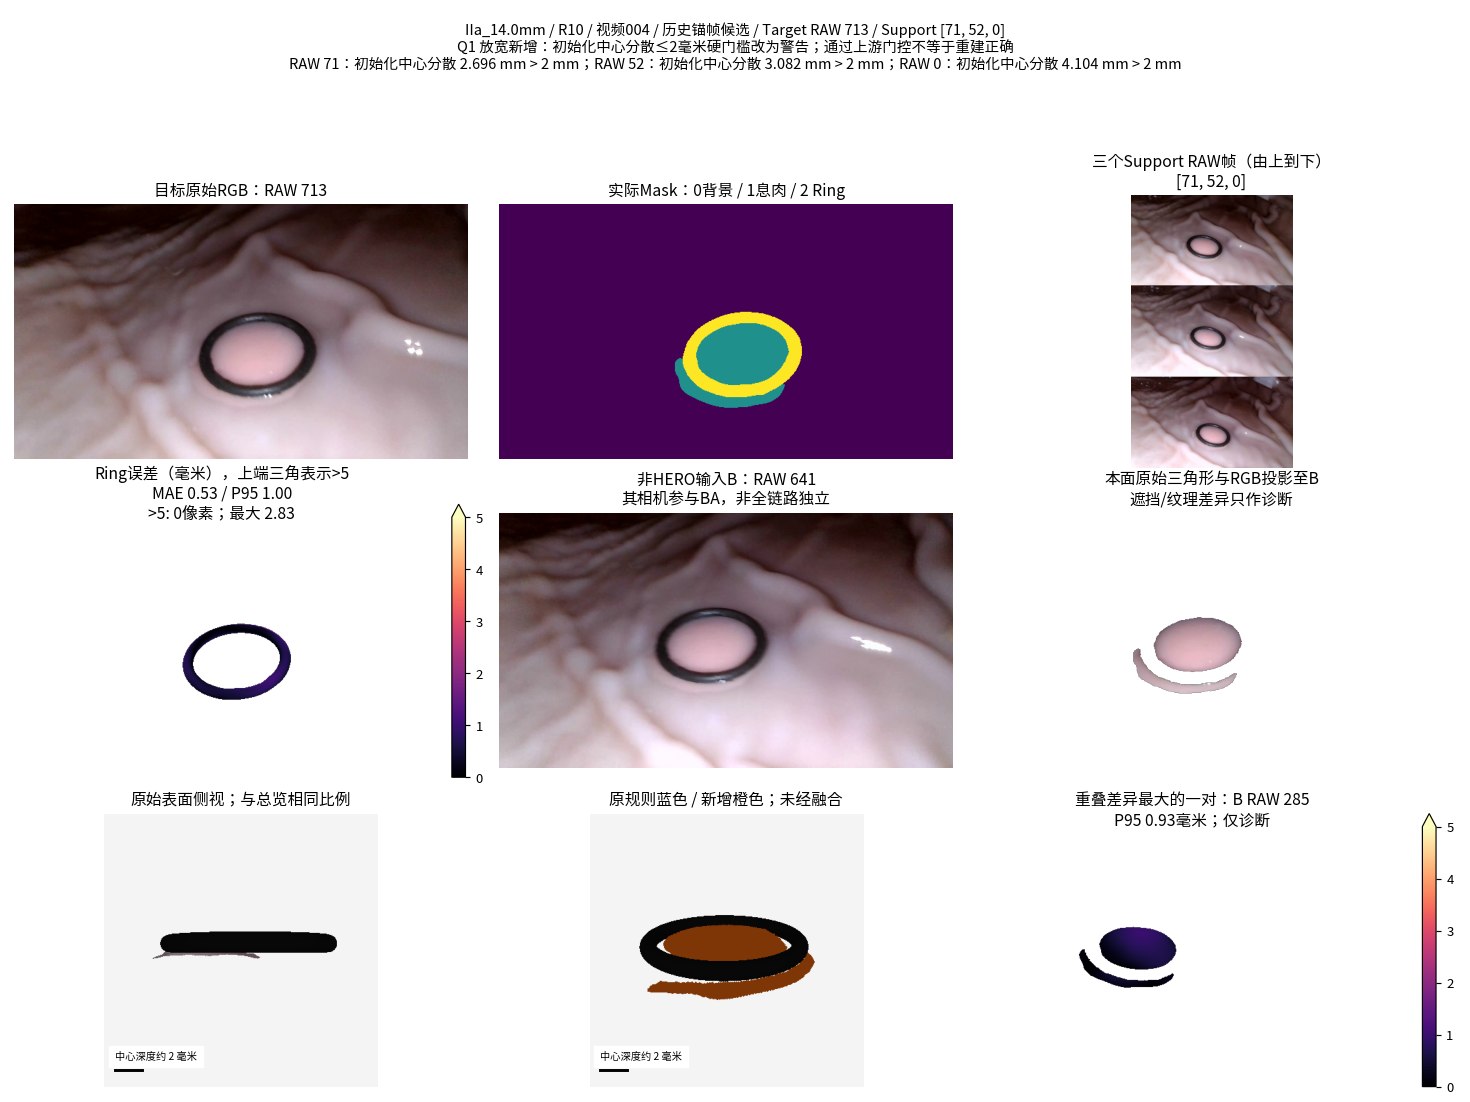 IIa_14.0mm / R10 / 视频004 / 历史锚帧候选 / Target RAW 713 / Support [71, 52, 0]
Q1 放宽新增：初始化中心分散≤2毫米硬门槛改为警告；通过上游门控不等于重建正确
RAW 71：初始化中心分散 2.696 mm > 2 mm；RAW 52：初始化中心分散 3.082 mm > 2 mm；RAW 0：初始化中心分散 4.104 mm > 2 mm
目标原始RGB：RAW 713
实际Mask：0背景 / 1息肉 / 2 Ring
三个Support RAW帧（由上到下）
[71, 52, 0]
Ring误差（毫米），上端三角表示>5
MAE 0.53 / P95 1.00
>5: 0像素；最大 2.83
5
4
3
2
1
0
非HERO输入B：RAW 641
其相机参与BA，非全链路独立
本面原始三角形与RGB投影至B
遮挡/纹理差异只作诊断
原始表面侧视；与总览相同比例
中心深度约 2 毫米
原规则蓝色 / 新增橙色；未经融合
中心深度约 2 毫米
重叠差异最大的一对：B RAW 285
P95 0.93毫米；仅诊断
5
4
3
2
1
0